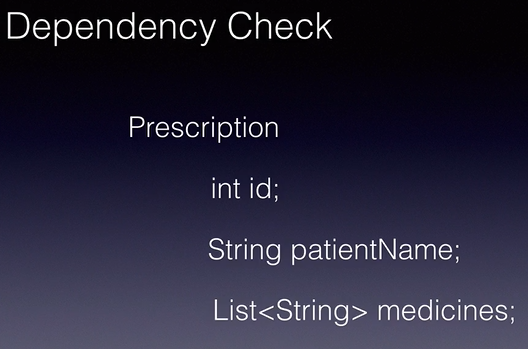 Dependency Check
Prescription
int id;
String patientName;
List<String> medicines;